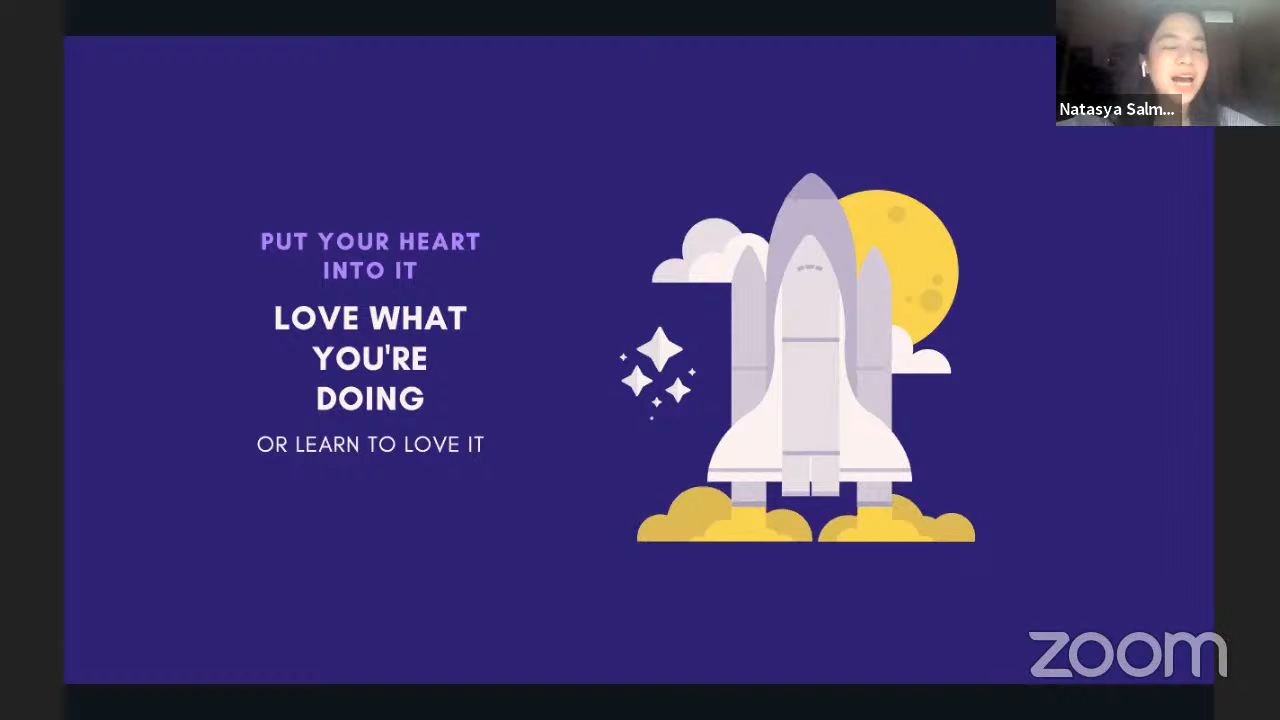 Natasya Salm...
PUT YOUR HEART
INTO IT
LOVE WHAT
YOU'RE
DOING
OR LEARN TO LOVE IT
zoom